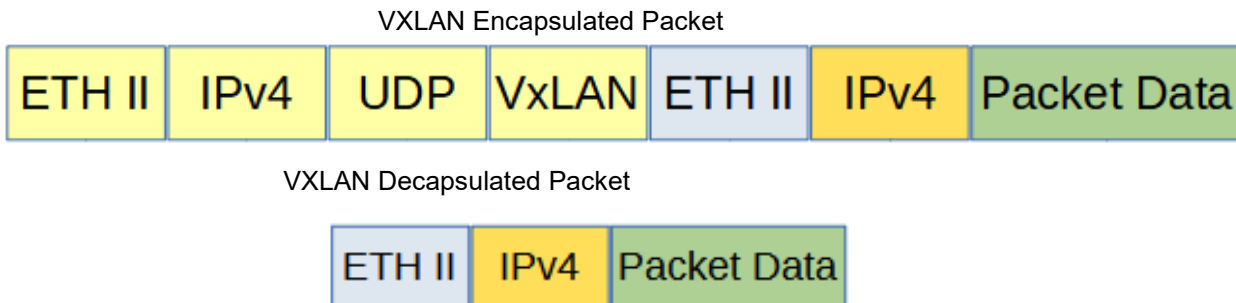 VXLAN Encapsulated Packet
ETH II IPv4 UDP VxLAN ETH II IPv4 Packet Data
VXLAN Decapsulated Packet
ETH II IPv4 Packet Data